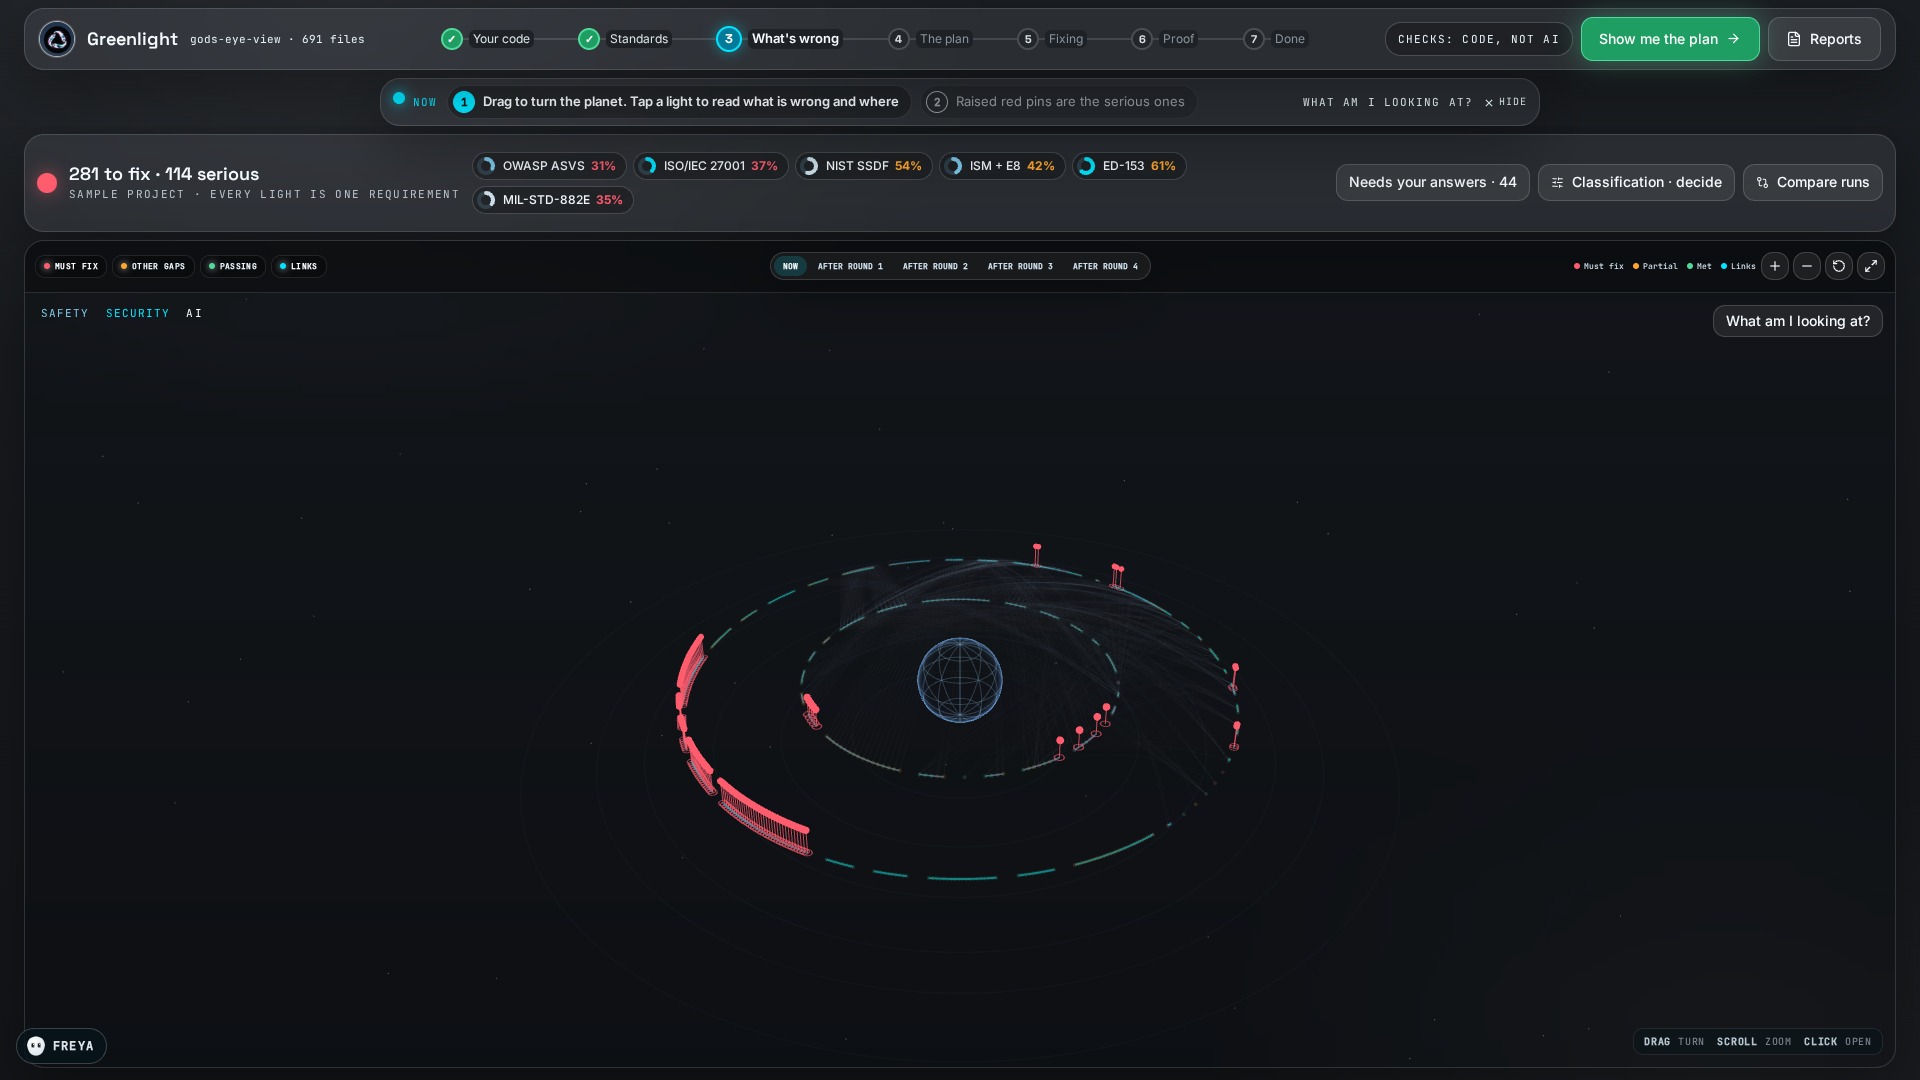 Greenlight gods-eye-view · 691 files
✓ Your code ✓ Standards 3 What's wrong 4 The plan 5 Fixing 6 Proof 7 Done
CHECKS: CODE, NOT AI
Show me the plan →
Reports
NOW 1 Drag to turn the planet. Tap a light to read what is wrong and where 2 Raised red pins are the serious ones WHAT AM I LOOKING AT? × HIDE
281 to fix · 114 serious
SAMPLE PROJECT · EVERY LIGHT IS ONE REQUIREMENT
OWASP ASVS 31% ISO/IEC 27001 37% NIST SSDF 54% ISM + E8 42% ED-153 61%
MIL-STD-882E 35%
Needs your answers · 44 Classification · decide Compare runs
MUST FIX OTHER GAPS PASSING LINKS
NOW AFTER ROUND 1 AFTER ROUND 2 AFTER ROUND 3 AFTER ROUND 4
Must fix Partial Met Links + −
SAFETY SECURITY AI
What am I looking at?
FREYA
DRAG TURN SCROLL ZOOM CLICK OPEN